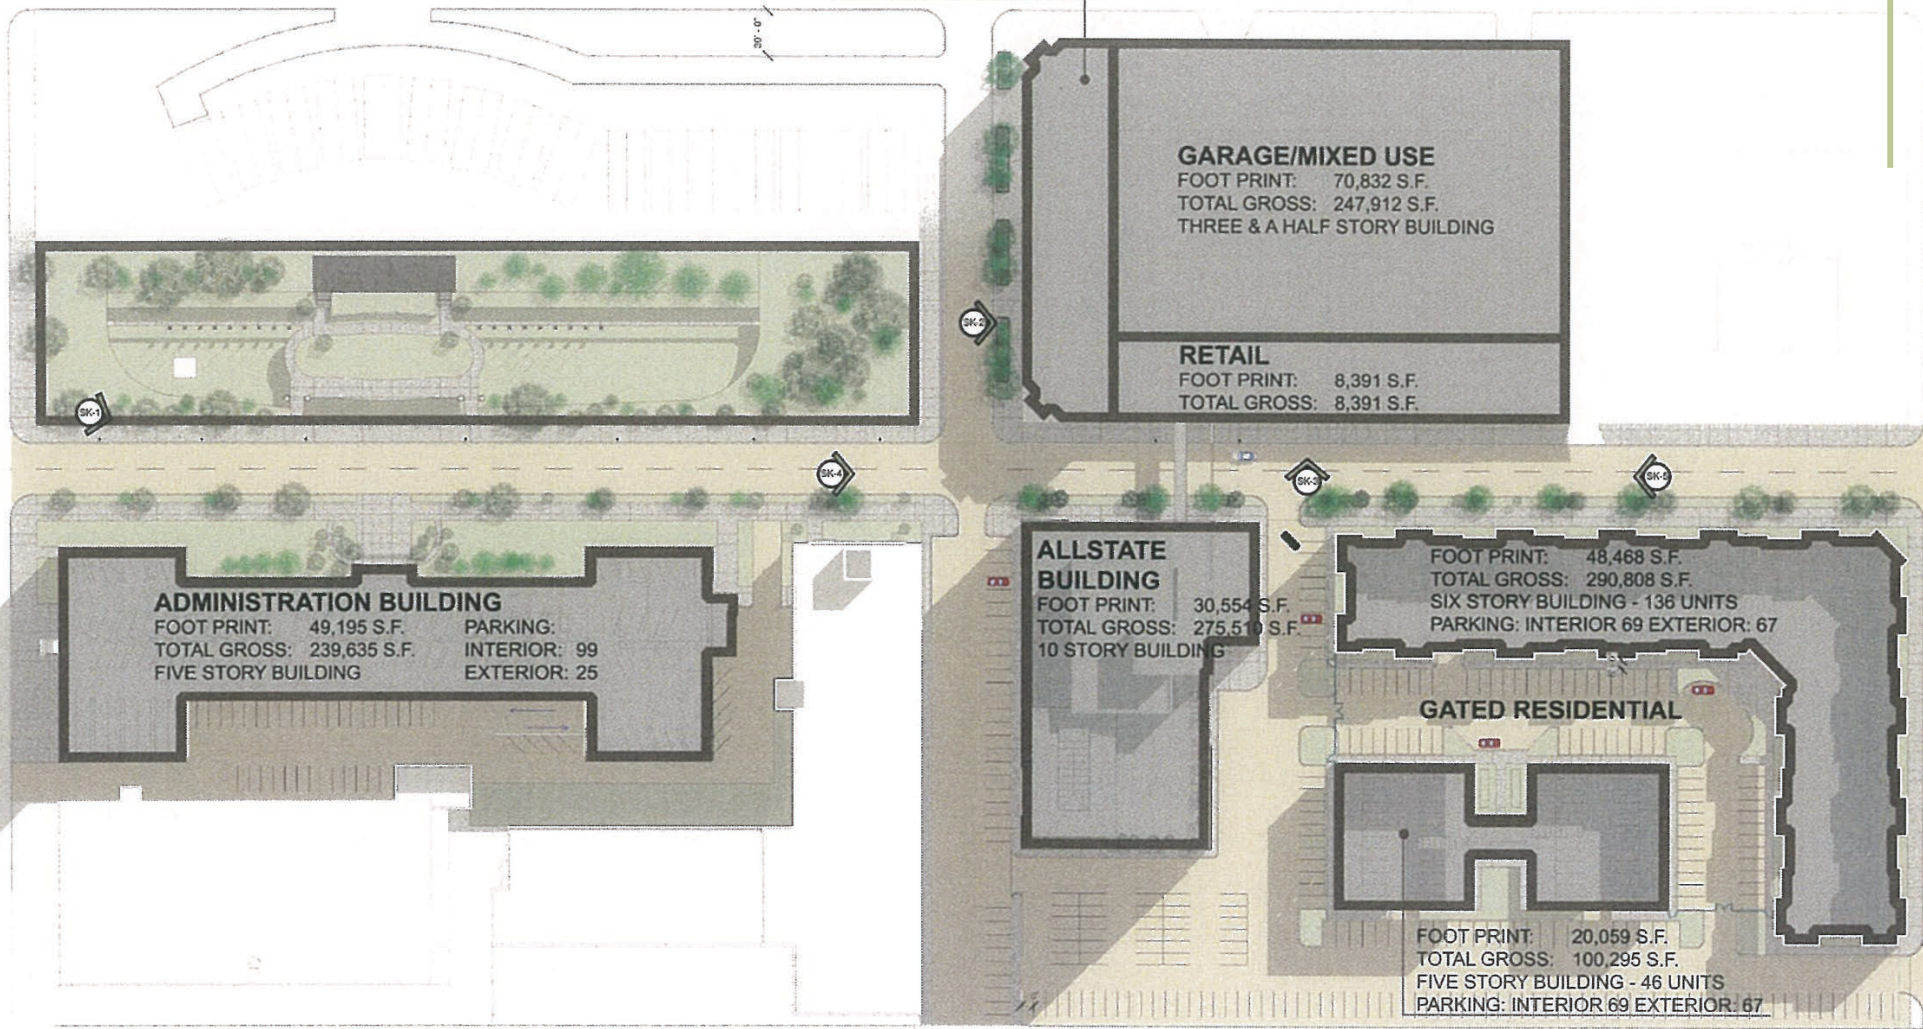 30'-0"
GARAGE/MIXED USE
FOOT PRINT: 70,832 S.F.
TOTAL GROSS: 247,912 S.F.
THREE & A HALF STORY BUILDING
RETAIL
FOOT PRINT: 8,391 S.F.
TOTAL GROSS: 8,391 S.F.
SK-2
SK-1
SK-4
SK-3
SK-5
ADMINISTRATION BUILDING
FOOT PRINT: 49,195 S.F. PARKING:
TOTAL GROSS: 239,635 S.F. INTERIOR: 99
FIVE STORY BUILDING EXTERIOR: 25
ALLSTATE
BUILDING
FOOT PRINT: 30,554 S.F.
TOTAL GROSS: 275,510 S.F.
10 STORY BUILDING
FOOT PRINT: 48,468 S.F.
TOTAL GROSS: 290,808 S.F.
SIX STORY BUILDING - 136 UNITS
PARKING: INTERIOR 69 EXTERIOR: 67
GATED RESIDENTIAL
FOOT PRINT: 20,059 S.F.
TOTAL GROSS: 100,295 S.F.
FIVE STORY BUILDING - 46 UNITS
PARKING: INTERIOR 69 EXTERIOR: 67